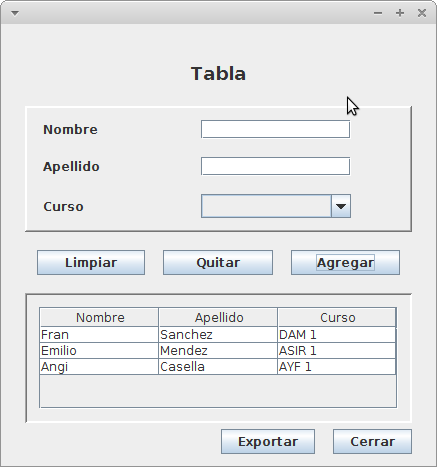 Tabla
Nombre
Apellido
Curso
Limpiar Quitar Agregar
Nombre Apellido Curso
Fran Sanchez DAM 1
Emilio Mendez ASIR 1
Angi Casella AYF 1
Exportar Cerrar